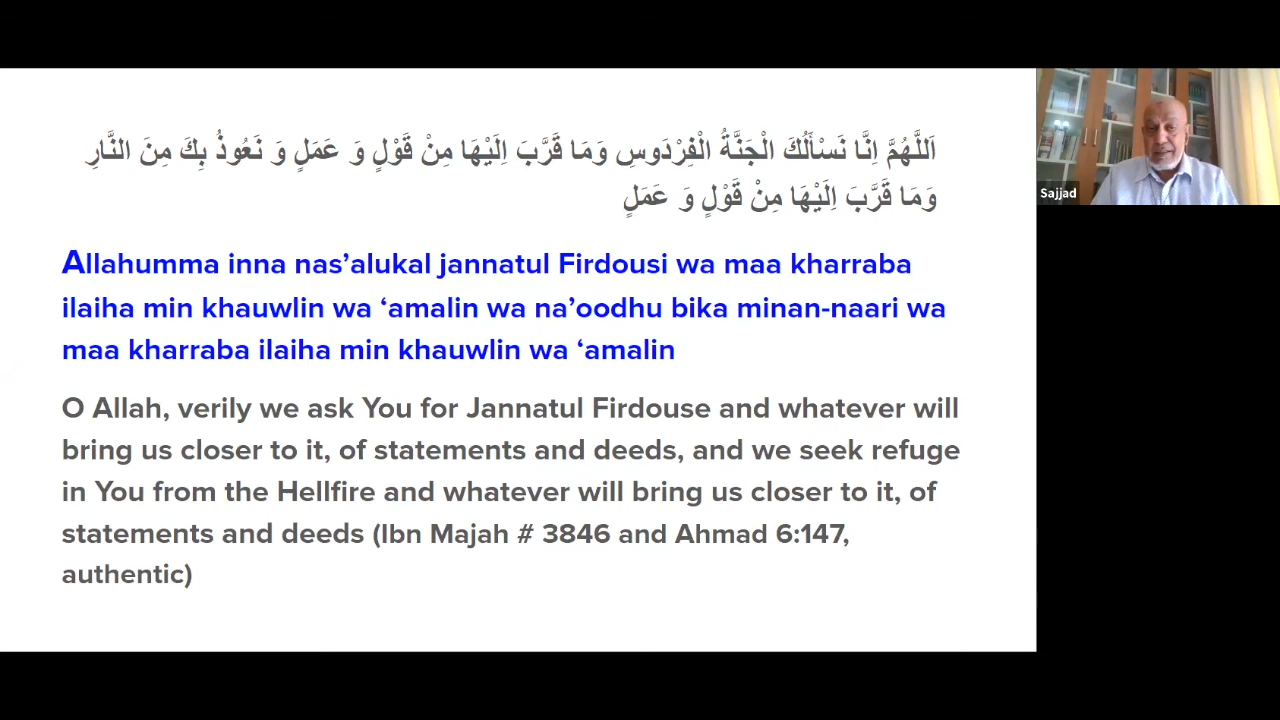 اَللَّهُمَّ اِنَّا نَسْأَلُكَ الْجَنَّةُ الْفِرْدَوسِ وَمَا قَرَّبَ اِلَيْهَا مِنْ قَوْلٍ وَ عَمَلٍ وَ نَعُوذُ بِكَ مِنَ النَّارِ
وَمَا قَرَّبَ اِلَيْهَا مِنْ قَوْلٍ وَ عَمَلٍ
Allahumma inna nas’alukal jannatul Firdousi wa maa kharraba
ilaiha min khauwlin wa ‘amalin wa na’oodhu bika minan-naari wa
maa kharraba ilaiha min khauwlin wa ‘amalin
O Allah, verily we ask You for Jannatul Firdouse and whatever will
bring us closer to it, of statements and deeds, and we seek refuge
in You from the Hellfire and whatever will bring us closer to it, of
statements and deeds (Ibn Majah # 3846 and Ahmad 6:147,
authentic)
Sajjad